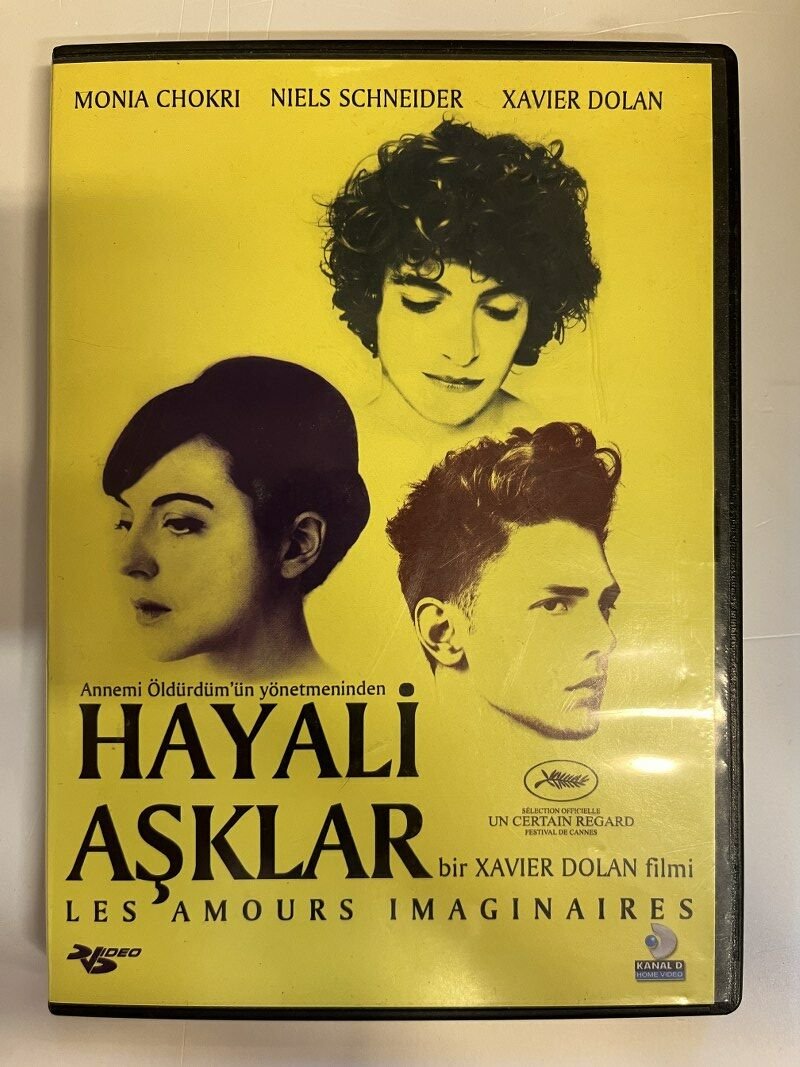 MONIA CHOKRI NIELS SCHNEIDER XAVIER DOLAN
Annemi Öldürdüm'ün yönetmeninden
HAYALİ
AŞKLAR
SÉLECTION OFFICIELLE
UN CERTAIN REGARD
FESTIVAL DE CANNES
bir XAVIER DOLAN filmi
LES AMOURS IMAGINAIRES
VIDEO
KANAL D
HOME VIDEO